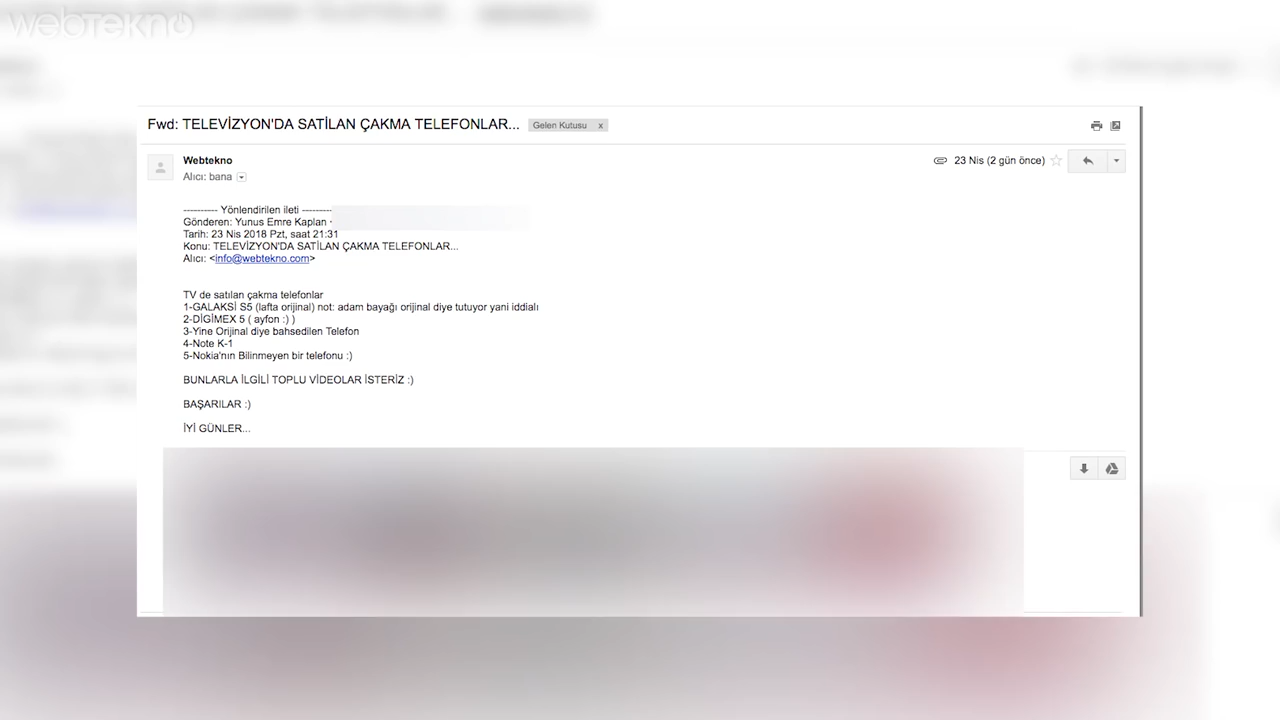 webtekno
Fwd: TELEVİZYON'DA SATİLAN ÇAKMA TELEFONLAR... Gelen Kutusu x
Webtekno 23 Nis (2 gün önce)
Alıcı: bana
---------- Yönlendirilen ileti ---------
Gönderen: Yunus Emre Kaplan
Tarih: 23 Nis 2018 Pzt, saat 21:31
Konu: TELEVİZYON'DA SATİLAN ÇAKMA TELEFONLAR...
Alıcı: <info@webtekno.com>
TV de satılan çakma telefonlar
1-GALAKSİ S5 (lafta orijinal) not: adam bayağı orijinal diye tutuyor yani iddialı
2-DİGİMEX 5 ( ayfon :) )
3-Yine Orijinal diye bahsedilen Telefon
4-Note K-1
5-Nokia'nın Bilinmeyen bir telefonu :)
BUNLARLA İLGİLİ TOPLU VİDEOLAR İSTERİZ :)
BAŞARILAR :)
İYİ GÜNLER...